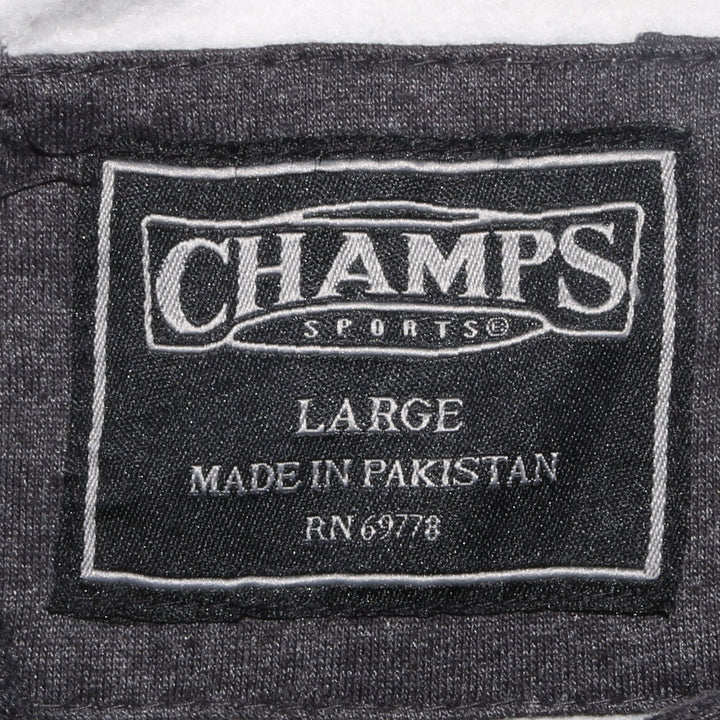 CHAMPS
SPORTS®
LARGE
MADE IN PAKISTAN
RN 69778